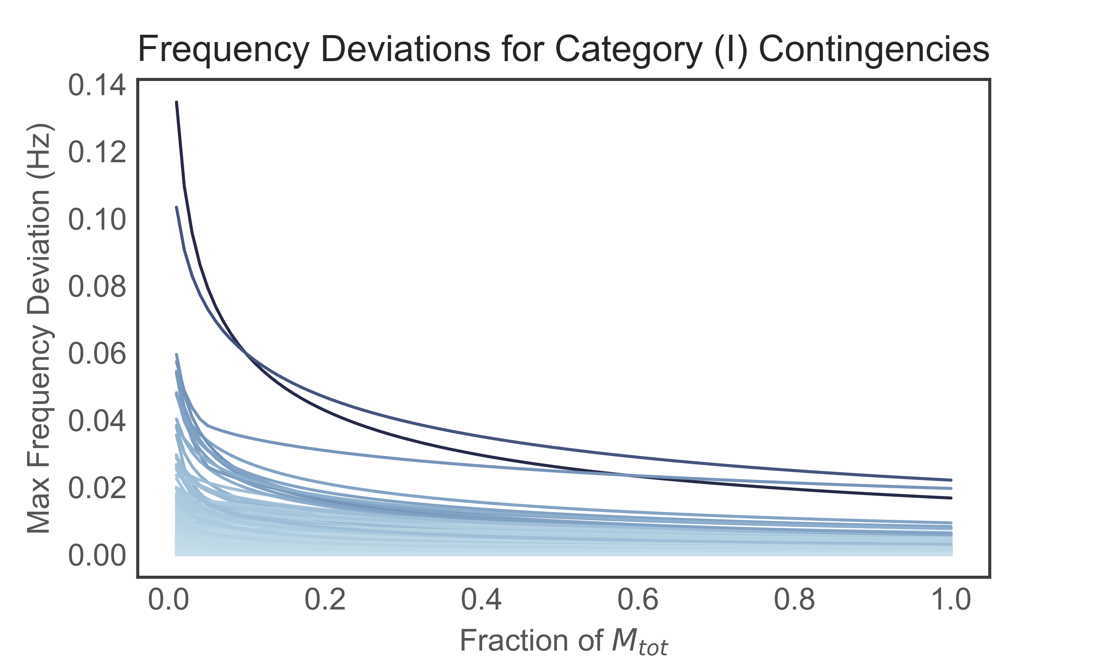 Frequency Deviations for Category (I) Contingencies
Max Frequency Deviation (Hz)
0.14
0.12
0.10
0.08
0.06
0.04
0.02
0.00
0.0 0.2 0.4 0.6 0.8 1.0
Fraction of M_{tot}